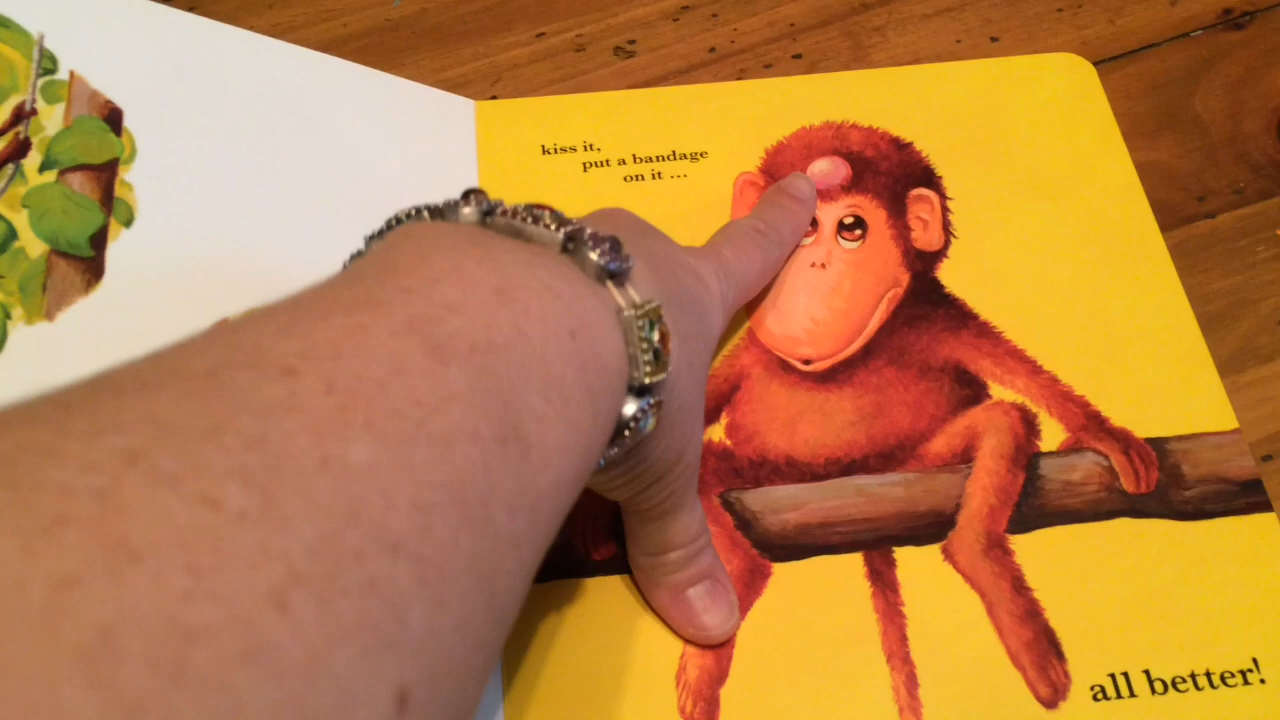 kiss it,
put a bandage
on it ...
all better!